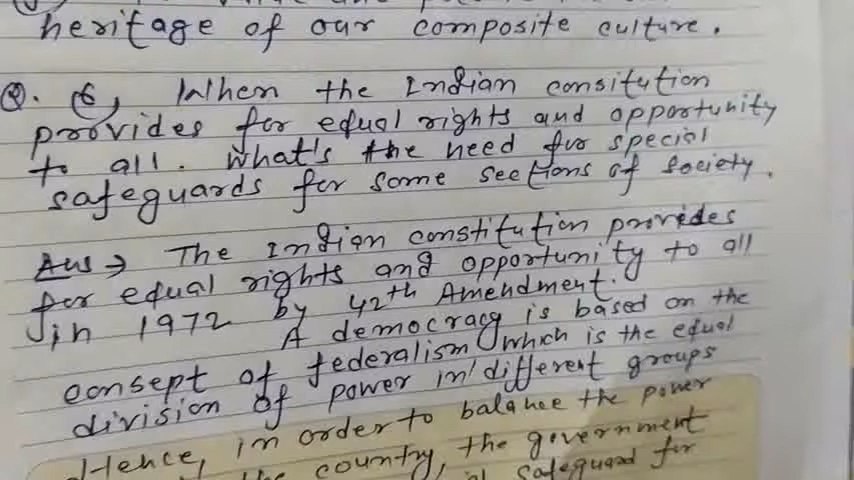 heritage of our composite culture.
Q. 6, When the Indian consitution
provides for equal rights and opportunity
to all. What's the need for special
safeguards for some sections of society.
Ans → The Indian constitution provides
for equal rights and opportunity to all
in 1972 by 42th Amendment.
A democracy is based on the
consept of federalism which is the equal
division of power in different groups
Hence, in order to balance the power
the country, the government
safeguard for